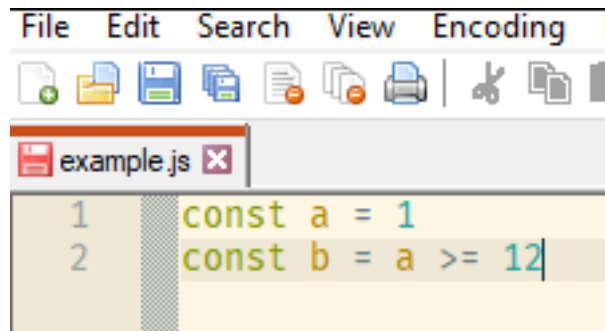 File Edit Search View Encoding
example.js
1 const a = 1
2 const b = a >= 12